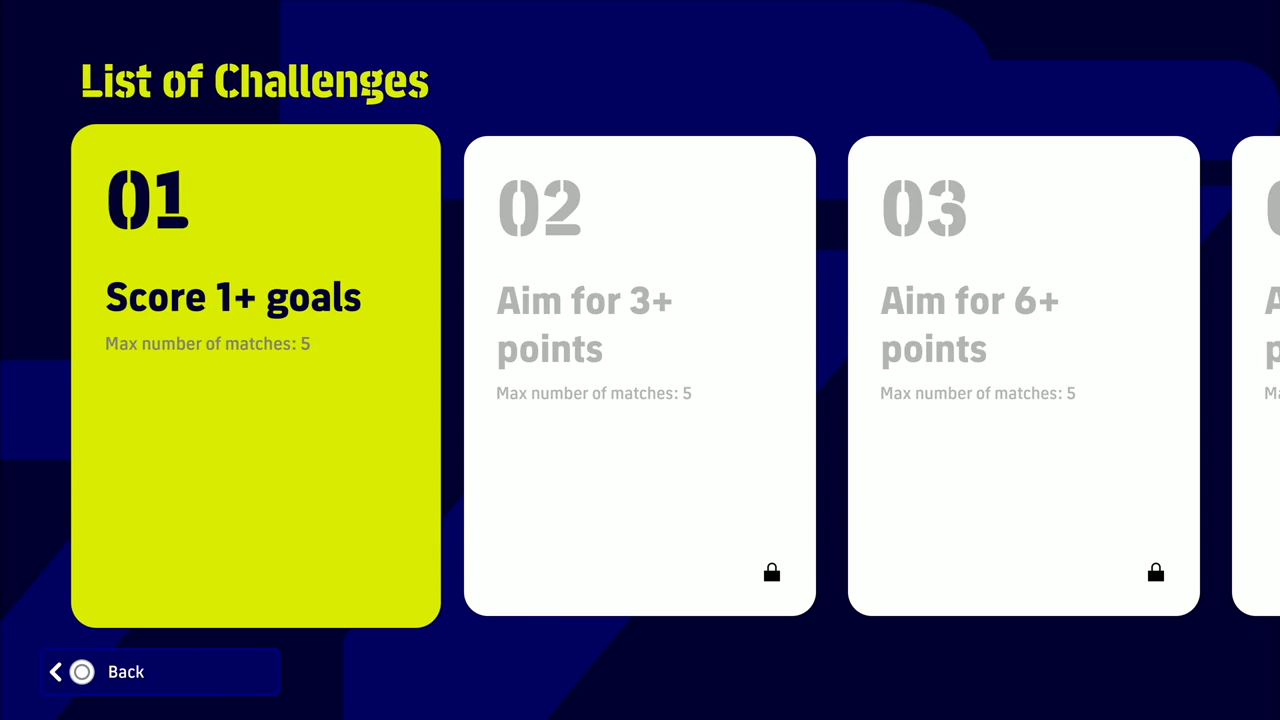 List of Challenges
01
Score 1+ goals
Max number of matches: 5
02
Aim for 3+
points
Max number of matches: 5
03
Aim for 6+
points
Max number of matches: 5
Back